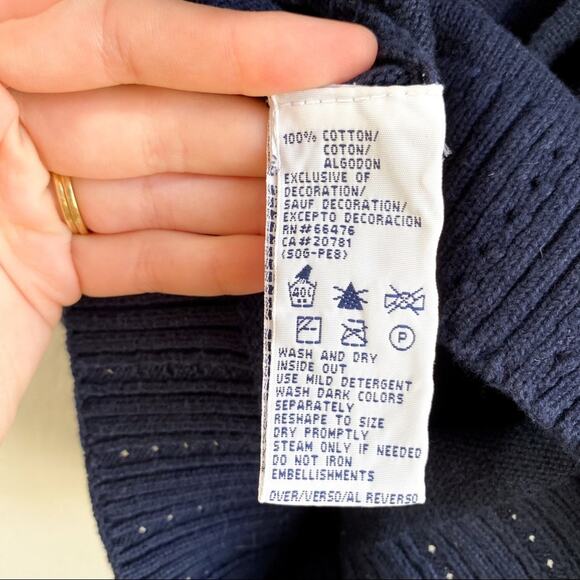 100% COTTON/
COTON/
ALGODON
EXCLUSIVE OF
DECORATION/
SAUF DECORATION/
EXCEPTO DECORACION
RN#66476
CA#20781
(S06-PE8)
40
P
WASH AND DRY
INSIDE OUT
USE MILD DETERGENT
WASH DARK COLORS
SEPARATELY
RESHAPE TO SIZE
DRY PROMPTLY
STEAM ONLY IF NEEDED
DO NOT IRON
EMBELLISHMENTS
OVER/VERSO/AL REVERSO